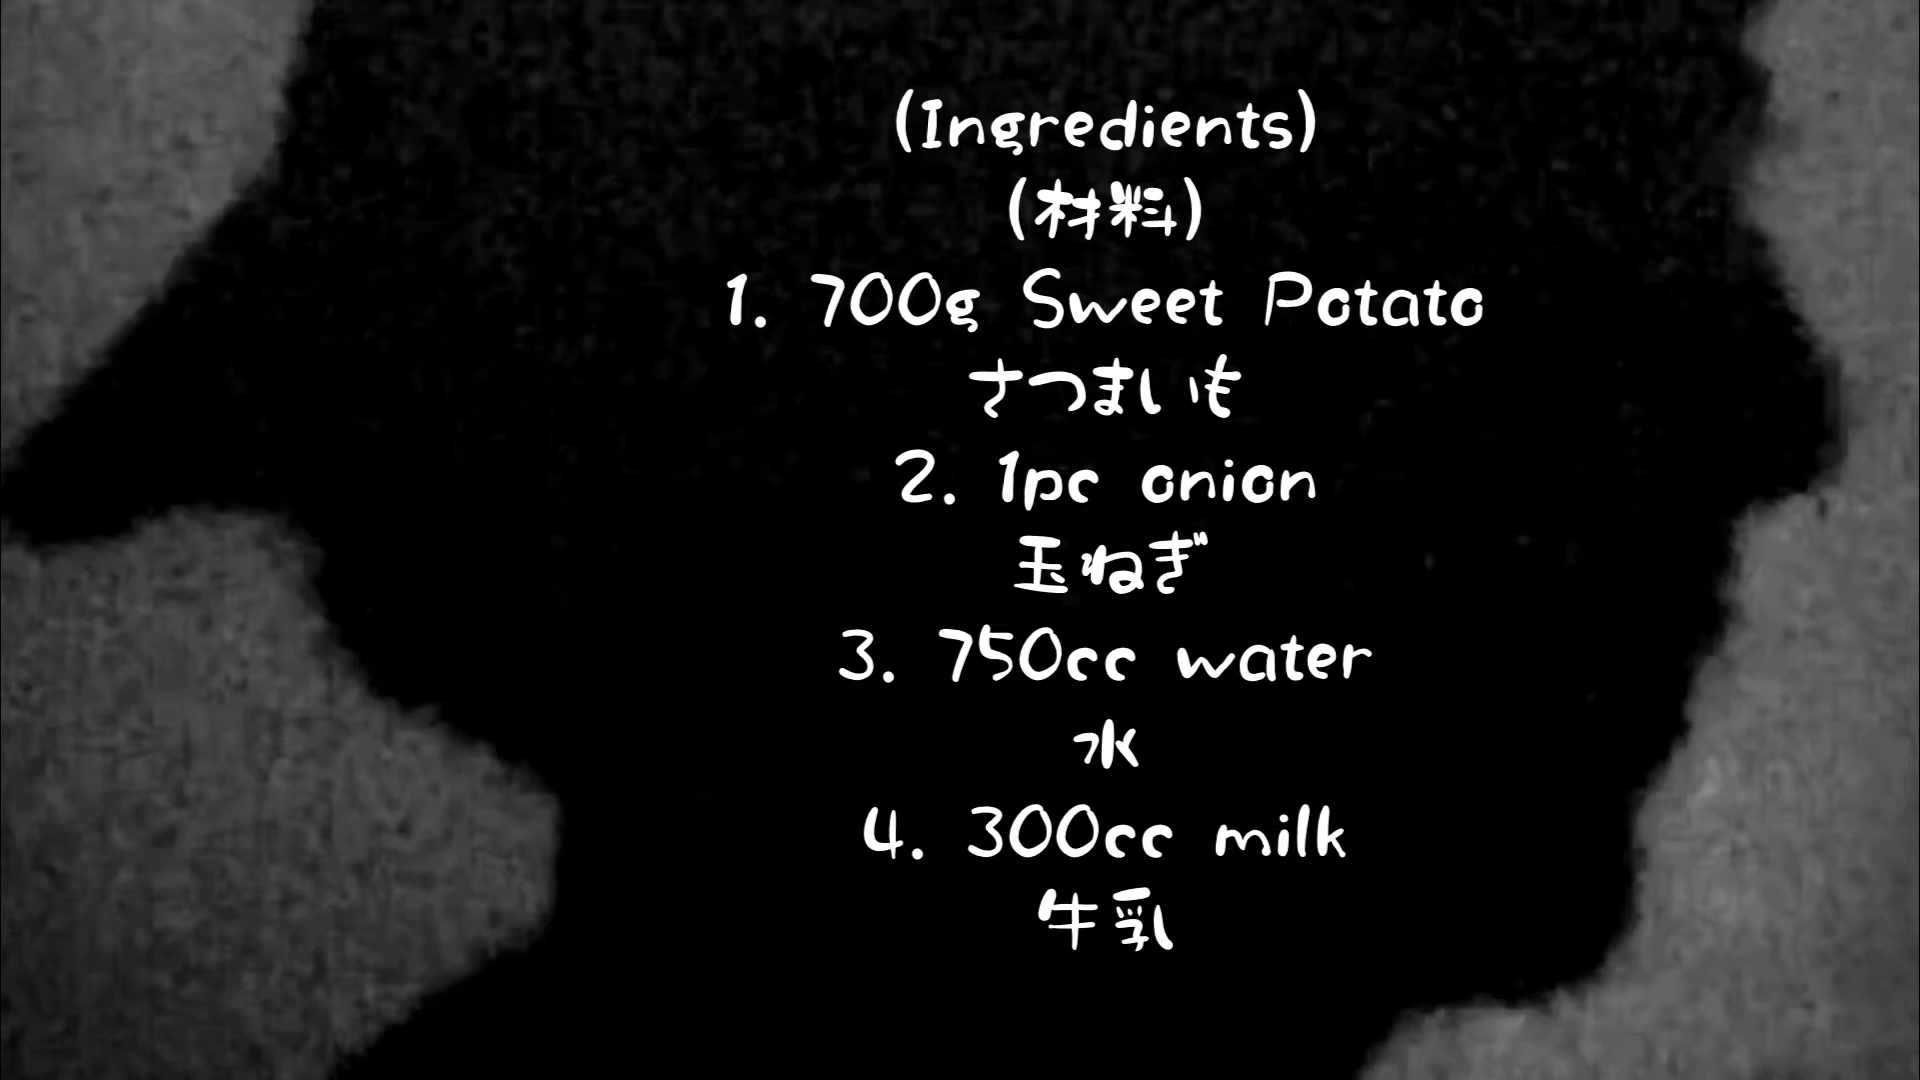 (Ingredients)
(材料)
1. 700g Sweet Potato
さつまいも
2. 1pc onion
玉ねぎ
3. 750cc water
水
4. 300cc milk
牛乳